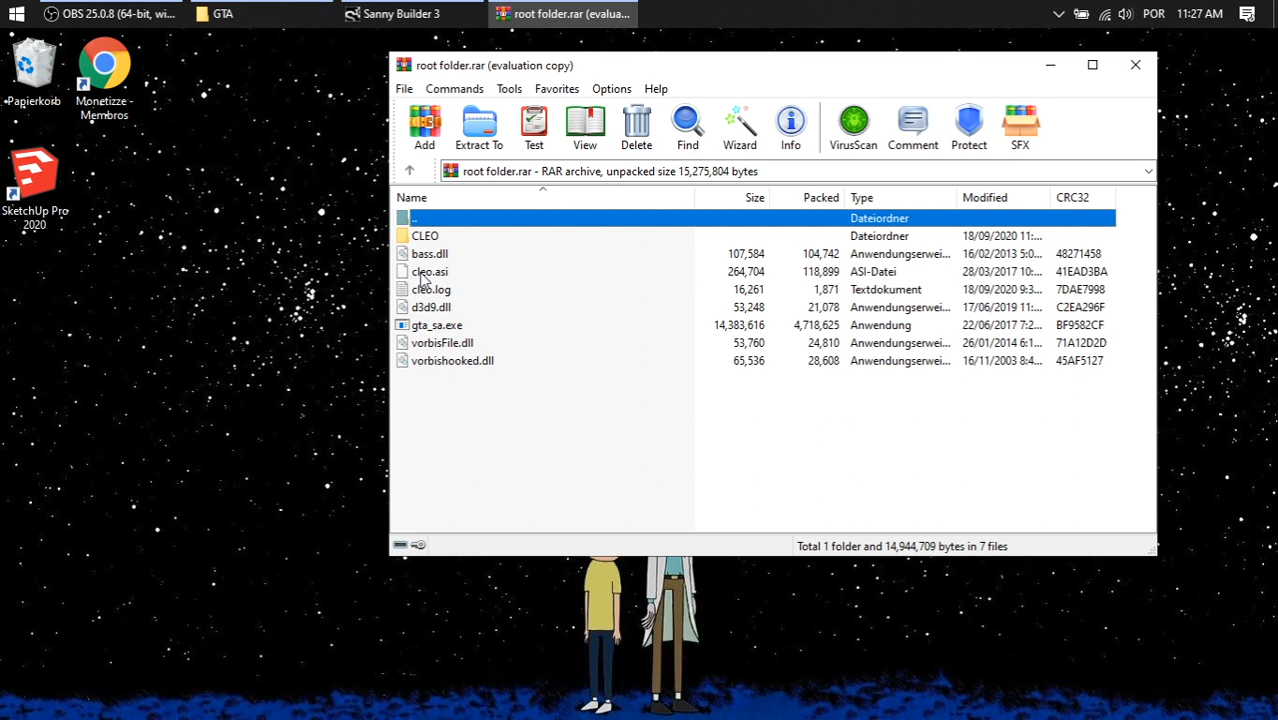 OBS 25.0.8 (64-bit, wi... GTA Sanny Builder 3 root folder.rar (evalua... POR 11:27 AM
Papierkorb
Monetizze - Membros
SketchUp Pro 2020
root folder.rar (evaluation copy)
File Commands Tools Favorites Options Help
Add Extract To Test View Delete Find Wizard Info VirusScan Comment Protect SFX
root folder.rar - RAR archive, unpacked size 15,275,804 bytes
Name Size Packed Type Modified CRC32
.. Dateiordner
CLEO Dateiordner 18/09/2020 11:...
bass.dll 107,584 104,742 Anwendungserwei... 16/02/2013 5:0... 48271458
cleo.asi 264,704 118,899 ASI-Datei 28/03/2017 10:... 41EAD3BA
cleo.log 16,261 1,871 Textdokument 18/09/2020 9:3... 7DAE7998
d3d9.dll 53,248 21,078 Anwendungserwei... 17/06/2019 11:... C2EA296F
gta_sa.exe 14,383,616 4,718,625 Anwendung 22/06/2017 7:2... BF9582CF
vorbisFile.dll 53,760 24,810 Anwendungserwei... 26/01/2014 6:1... 71A12D2D
vorbishooked.dll 65,536 28,608 Anwendungserwei... 16/11/2003 8:4... 45AF5127
Total 1 folder and 14,944,709 bytes in 7 files